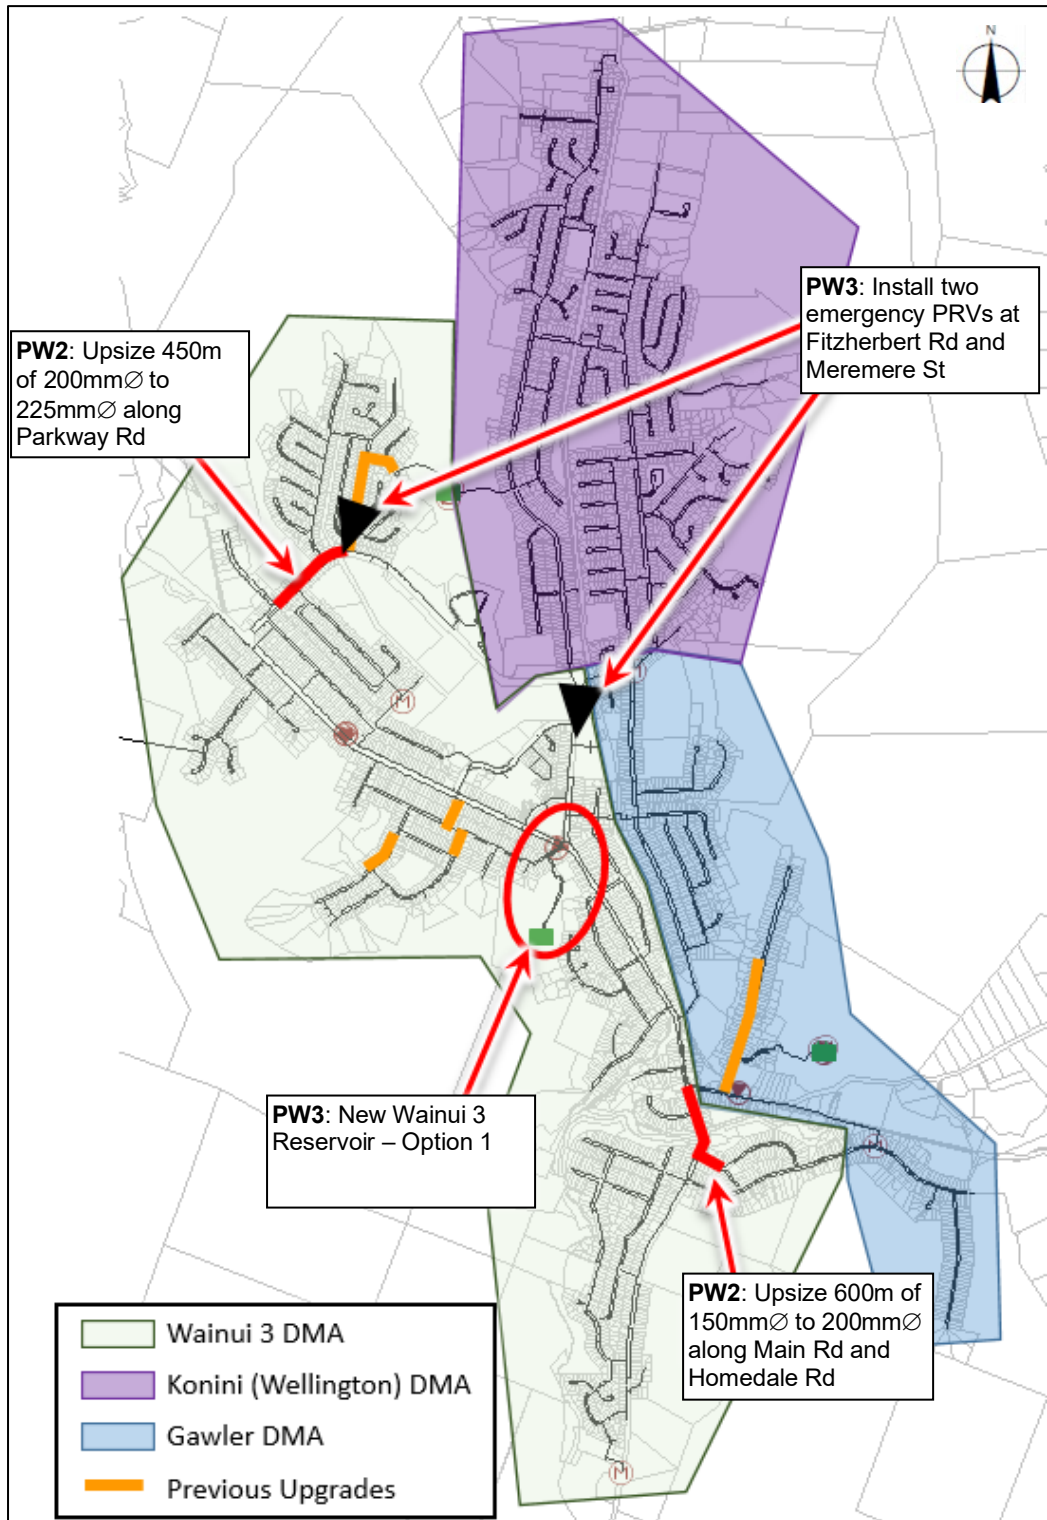 N
PW3: Install two
emergency PRVs at
Fitzherbert Rd and
Meremere St
PW2: Upsize 450m
of 200mm∅ to
225mm∅ along
Parkway Rd
M
M
PW3: New Wainui 3
Reservoir – Option 1
M
PW2: Upsize 600m of
150mm∅ to 200mm∅
along Main Rd and
Homedale Rd
M
Wainui 3 DMA
Konini (Wellington) DMA
Gawler DMA
Previous Upgrades